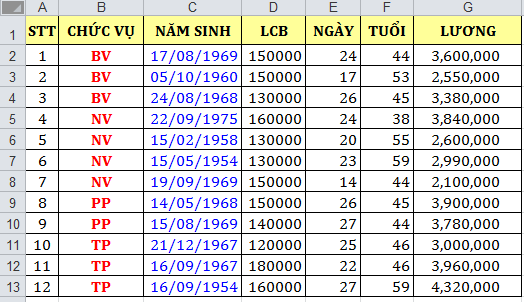 A B C D E F G
1 STT CHỨC VỤ NĂM SINH LCB NGÀY TUỔI LƯƠNG
2 1 BV 17/08/1969 150000 24 44 3,600,000
3 2 BV 05/10/1960 150000 17 53 2,550,000
4 3 BV 24/08/1968 130000 26 45 3,380,000
5 4 NV 22/09/1975 160000 24 38 3,840,000
6 5 NV 15/02/1958 130000 20 55 2,600,000
7 6 NV 15/05/1954 130000 23 59 2,990,000
8 7 NV 19/09/1969 150000 14 44 2,100,000
9 8 PP 14/05/1968 150000 26 45 3,900,000
10 9 PP 15/08/1969 140000 27 44 3,780,000
11 10 TP 21/12/1967 120000 25 46 3,000,000
12 11 TP 16/09/1967 180000 22 46 3,960,000
13 12 TP 16/09/1954 160000 27 59 4,320,000